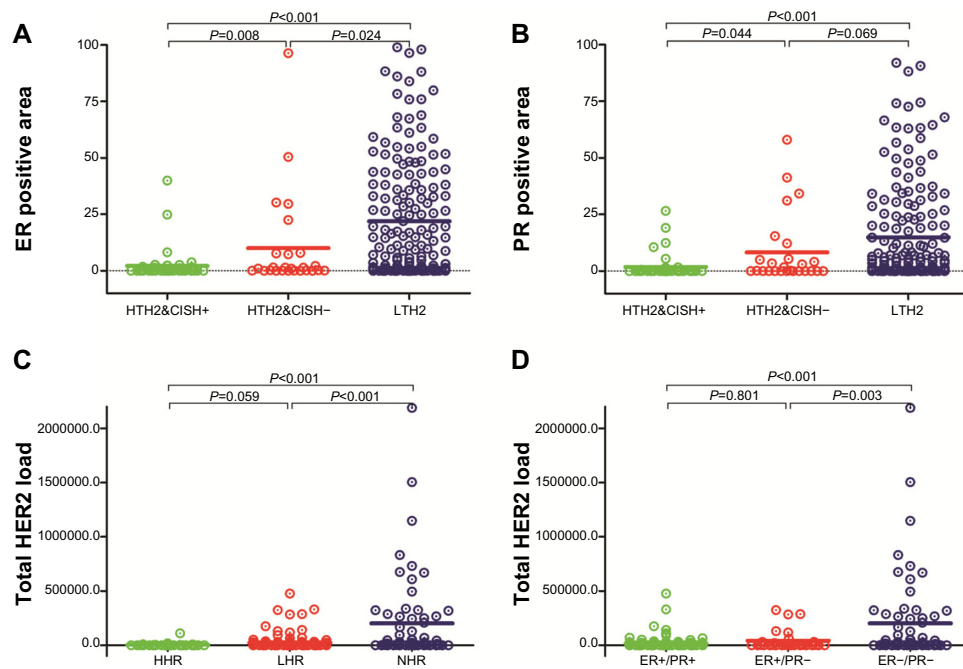 A
P<0.001
P=0.008
P=0.024
ER positive area
100
75
50
25
0
HTH2&CISH+
HTH2&CISH−
LTH2
B
P<0.001
P=0.044
P=0.069
PR positive area
100
75
50
25
0
HTH2&CISH+
HTH2&CISH−
LTH2
C
P<0.001
P=0.059
P<0.001
Total HER2 load
2000000.0
1500000.0
1000000.0
500000.0
0.0
HHR
LHR
NHR
D
P<0.001
P=0.801
P=0.003
Total HER2 load
2000000.0
1500000.0
1000000.0
500000.0
0.0
ER+/PR+
ER+/PR−
ER−/PR−